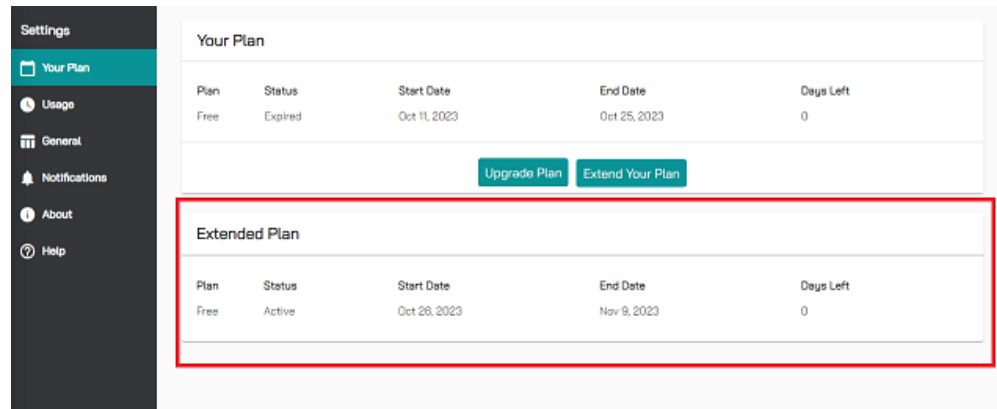 Settings
Your Plan
Usage
General
Notifications
About
Help
Your Plan
Plan Status Start Date End Date Days Left
Free Expired Oct 11, 2023 Oct 25, 2023 0
Upgrade Plan Extend Your Plan
Extended Plan
Plan Status Start Date End Date Days Left
Free Active Oct 26, 2023 Nov 9, 2023 0